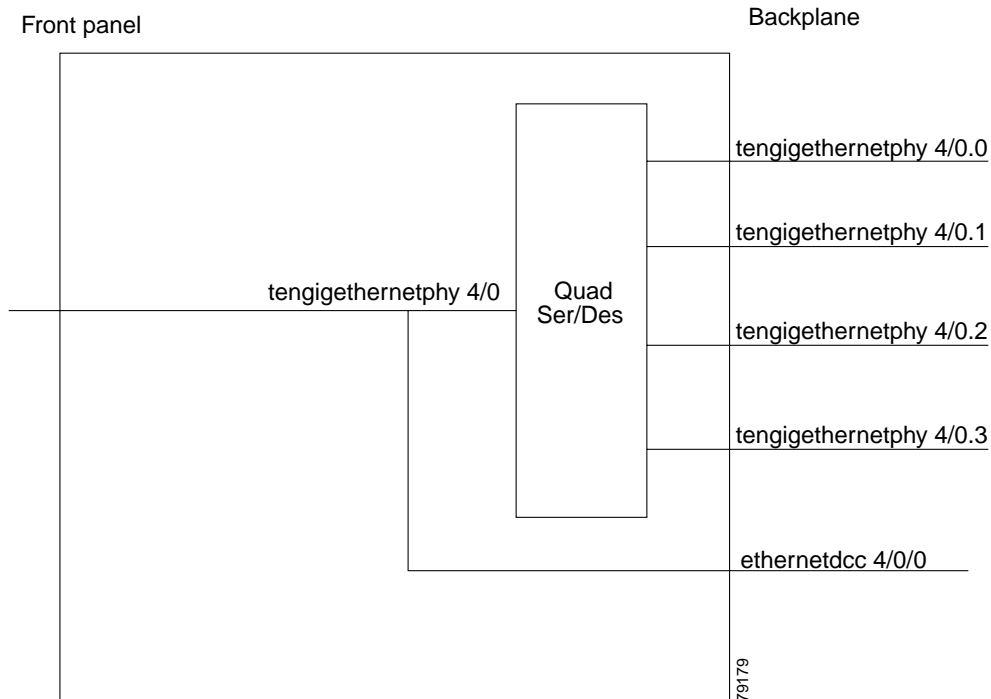 Front panel
Backplane
tengigethernetphy 4/0.0
tengigethernetphy 4/0.1
tengigethernetphy 4/0
Quad
Ser/Des
tengigethernetphy 4/0.2
tengigethernetphy 4/0.3
ethernetdcc 4/0/0
79179